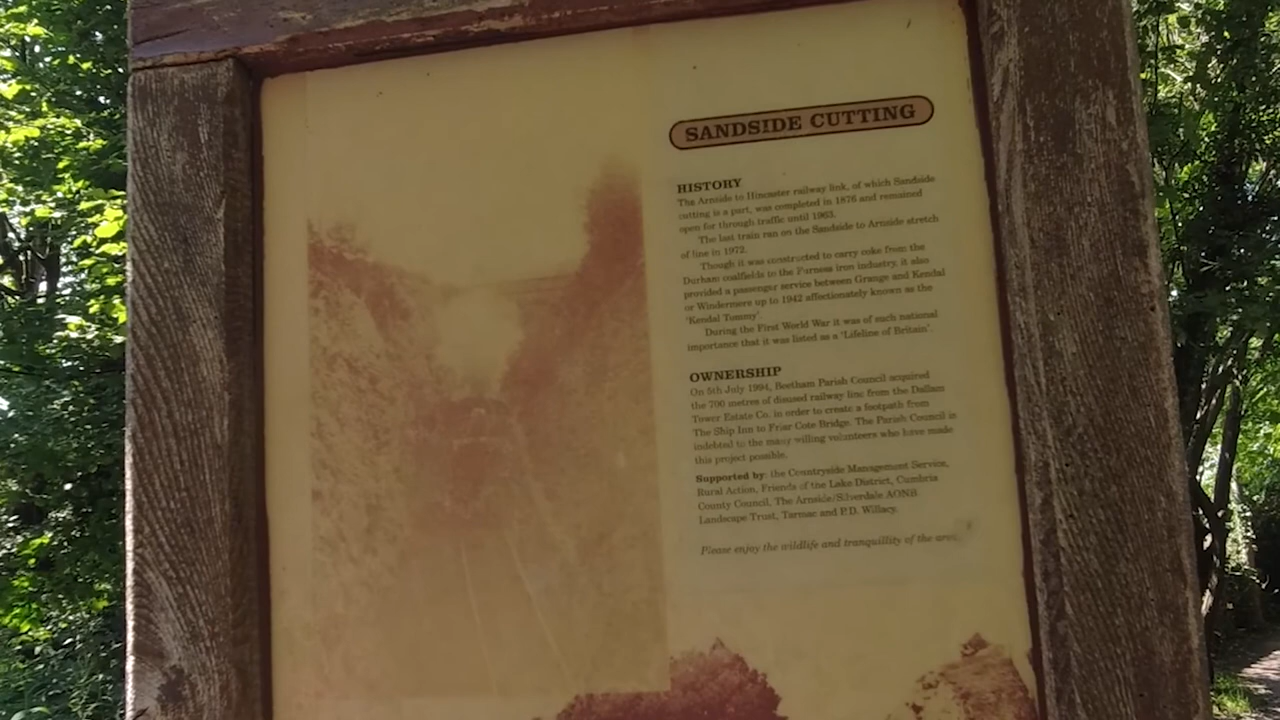 SANDSIDE CUTTING
HISTORY
The Arnside to Hincaster railway link, of which Sandside
cutting is a part, was completed in 1876 and remained
open for through traffic until 1963.
The last train ran on the Sandside to Arnside stretch
of line in 1972.
Though it was constructed to carry coke from the
Durham coalfields to the Furness iron industry, it also
provided a passenger service between Grange and Kendal
or Windermere up to 1942 affectionately known as the
'Kendal Tommy'.
During the First World War it was of such national
importance that it was listed as a 'Lifeline of Britain'.
OWNERSHIP
On 5th July 1994, Beetham Parish Council acquired
the 700 metres of disused railway line from the Dallam
Tower Estate Co. in order to create a footpath from
The Ship Inn to Friar Cote Bridge. The Parish Council in
indebted to the many willing volunteers who have made
this project possible.
Supported by: the Countryside Management Service,
Rural Action, Friends of the Lake District, Cumbria
County Council, The Arnside/Silverdale AONB
Landscape Trust, Tarmac and P.D. Willacy.
Please enjoy the wildlife and tranquillity of the area.